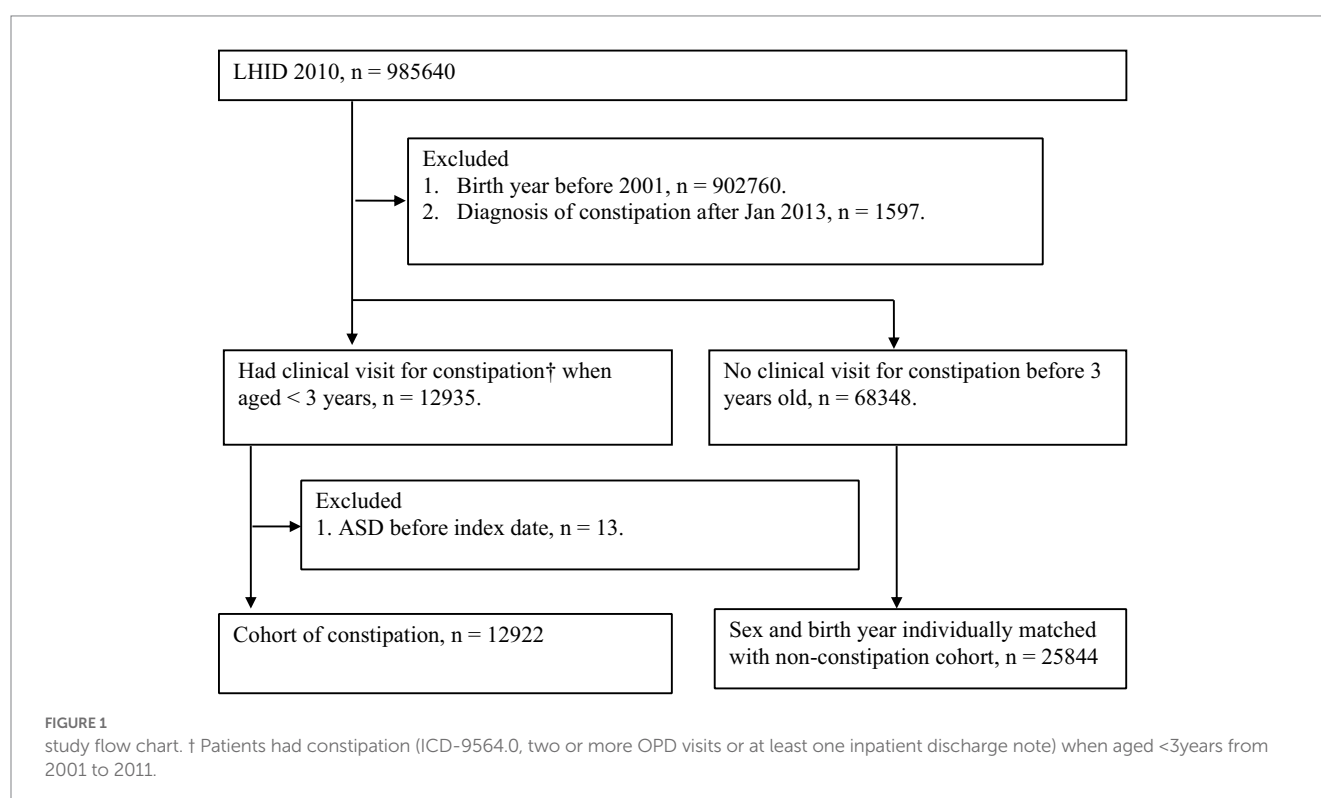 LHID 2010, n = 985640
Excluded
1. Birth year before 2001, n = 902760.
2. Diagnosis of constipation after Jan 2013, n = 1597.
Had clinical visit for constipation† when
aged < 3 years, n = 12935.
No clinical visit for constipation before 3
years old, n = 68348.
Excluded
1. ASD before index date, n = 13.
Cohort of constipation, n = 12922
Sex and birth year individually matched
with non-constipation cohort, n = 25844
FIGURE 1
study flow chart. † Patients had constipation (ICD-9564.0, two or more OPD visits or at least one inpatient discharge note) when aged <3years from
2001 to 2011.